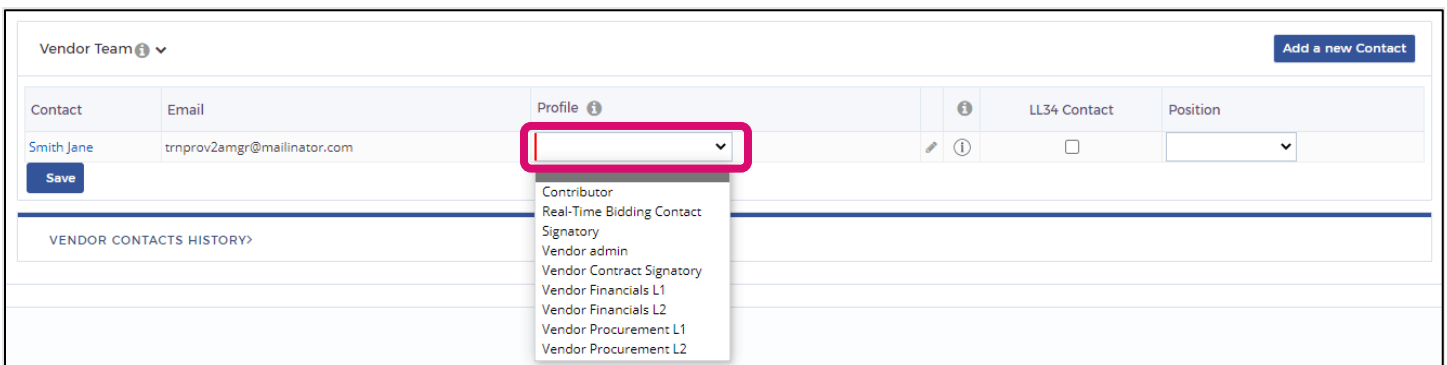 Vendor Team
Add a new Contact
Contact Email Profile LL34 Contact Position
Smith Jane trnprov2amgr@mailinator.com
Save
Contributor
Real-Time Bidding Contact
Signatory
Vendor admin
Vendor Contract Signatory
Vendor Financials L1
Vendor Financials L2
Vendor Procurement L1
Vendor Procurement L2
VENDOR CONTACTS HISTORY>